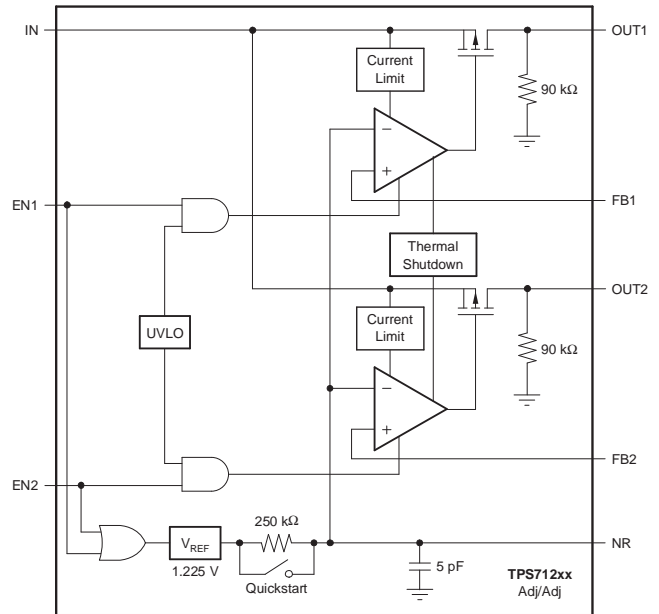 IN
OUT1
Current
Limit
90 kΩ
−
+
EN1
FB1
Thermal
Shutdown
OUT2
UVLO
Current
Limit
90 kΩ
−
+
FB2
EN2
250 kΩ
VREF
NR
1.225 V
Quickstart
5 pF
TPS712xx
Adj/Adj